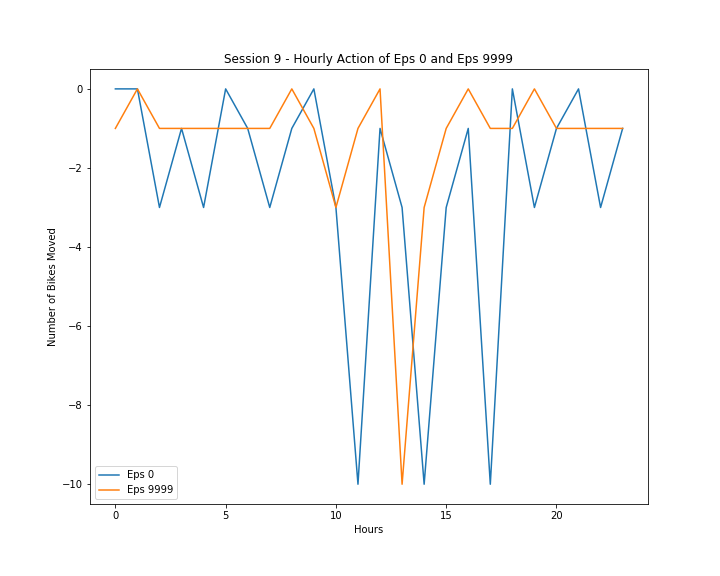 Session 9 - Hourly Action of Eps 0 and Eps 9999
Number of Bikes Moved
0
−2
−4
−6
−8
−10
Eps 0
Eps 9999
0 5 10 15 20
Hours